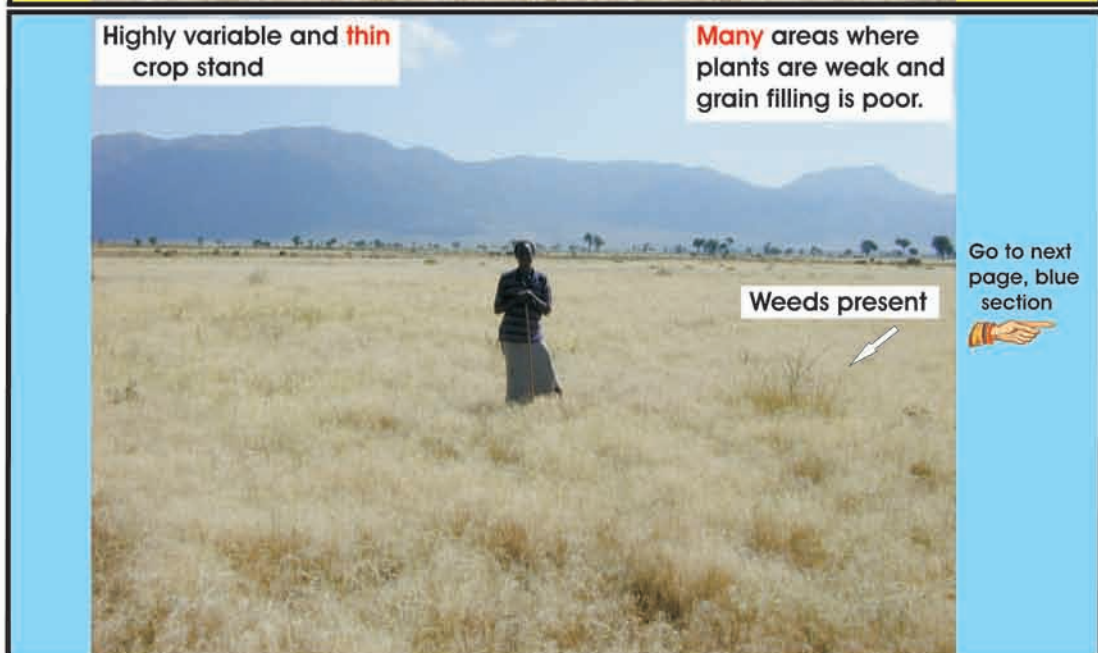 Highly variable and thin
crop stand
Many areas where
plants are weak and
grain filling is poor.
Weeds present
Go to next
page, blue
section